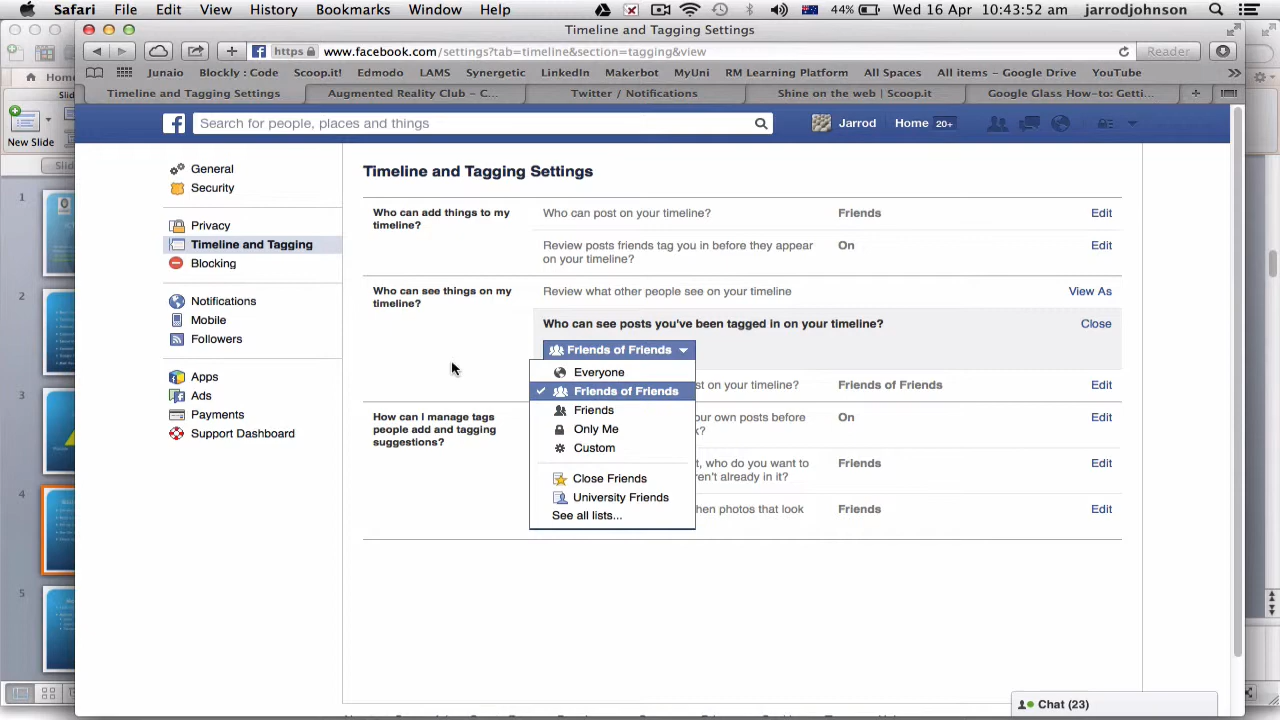 Safari File Edit View History Bookmarks Window Help 44% Wed 16 Apr 10:43:52 am jarrodjohnson
Timeline and Tagging Settings
https www.facebook.com/settings?tab=timeline&section=tagging&view Reader
Junaio Blockly : Code Scoop.it! Edmodo LAMS Synergetic LinkedIn Makerbot MyUni RM Learning Platform All Spaces All items - Google Drive YouTube
Timeline and Tagging Settings Augmented Reality Club – C... Twitter / Notifications Shine on the web | Scoop.it Google Glass How-to: Getti...
Search for people, places and things Jarrod Home 20+
Hom
New Slide
1
2
3
4
5
General
Security
Privacy
Timeline and Tagging
Blocking
Notifications
Mobile
Followers
Apps
Ads
Payments
Support Dashboard
Timeline and Tagging Settings
Who can add things to my
timeline?
Who can post on your timeline? Friends Edit
Review posts friends tag you in before they appear
on your timeline?
On Edit
Who can see things on my
timeline?
Review what other people see on your timeline View As
Who can see posts you've been tagged in on your timeline? Close
Friends of Friends
Everyone
Friends of Friends
Friends
Only Me
Custom
Close Friends
University Friends
See all lists...
st on your timeline? Friends of Friends Edit
How can I manage tags
people add and tagging
suggestions?
our own posts before
k?
On Edit
t, who do you want to
ren't already in it?
Friends Edit
hen photos that look Friends Edit
Chat (23)